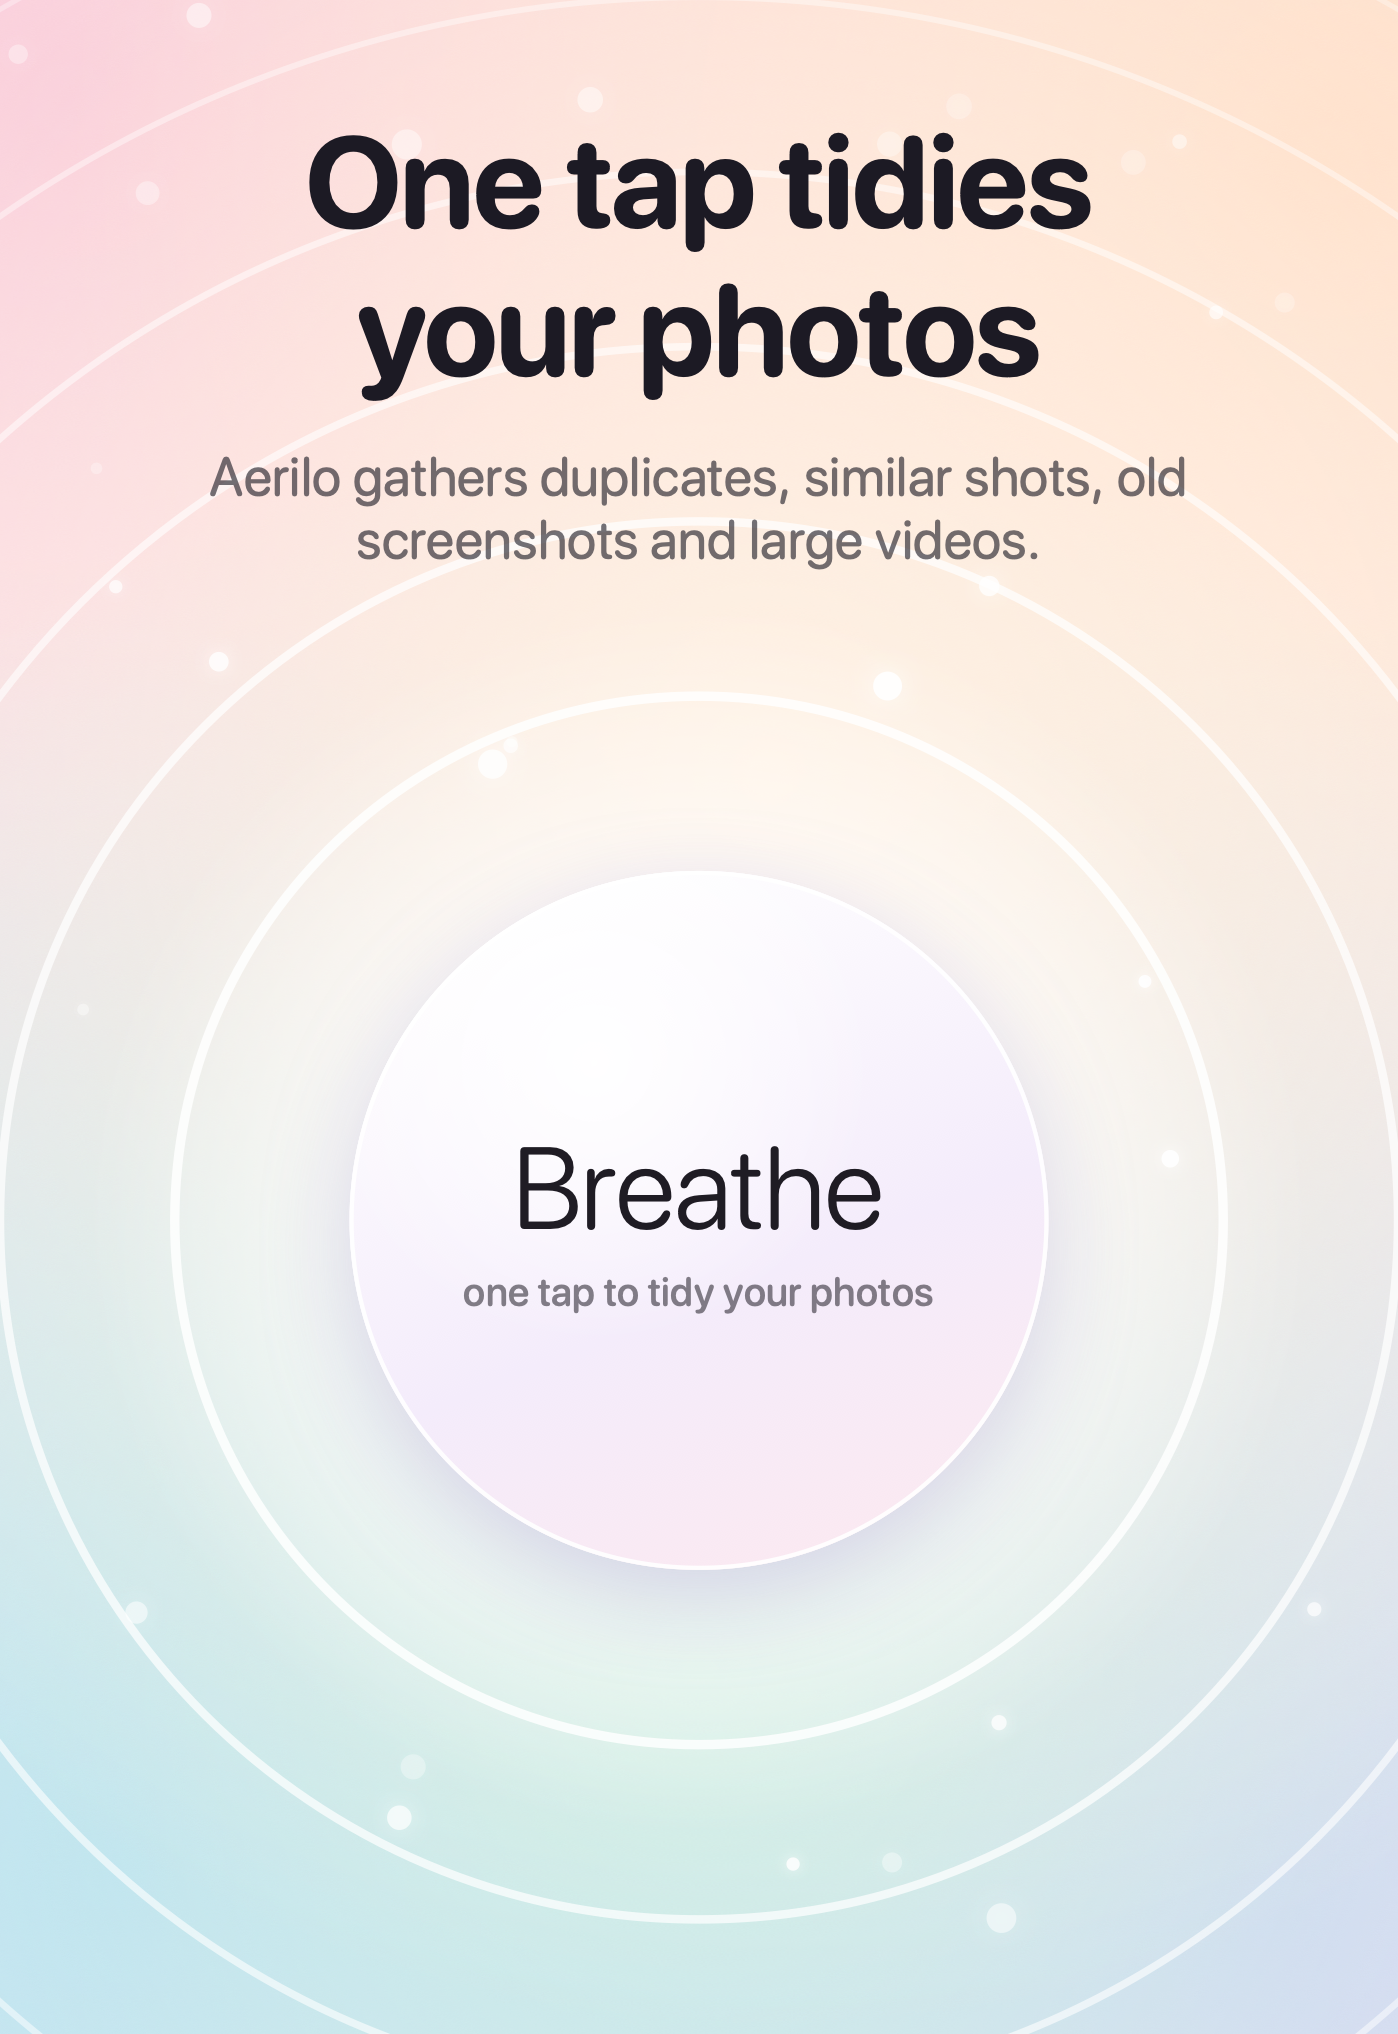 One tap tidies
your photos
Aerilo gathers duplicates, similar shots, old
screenshots and large videos.
Breathe
one tap to tidy your photos